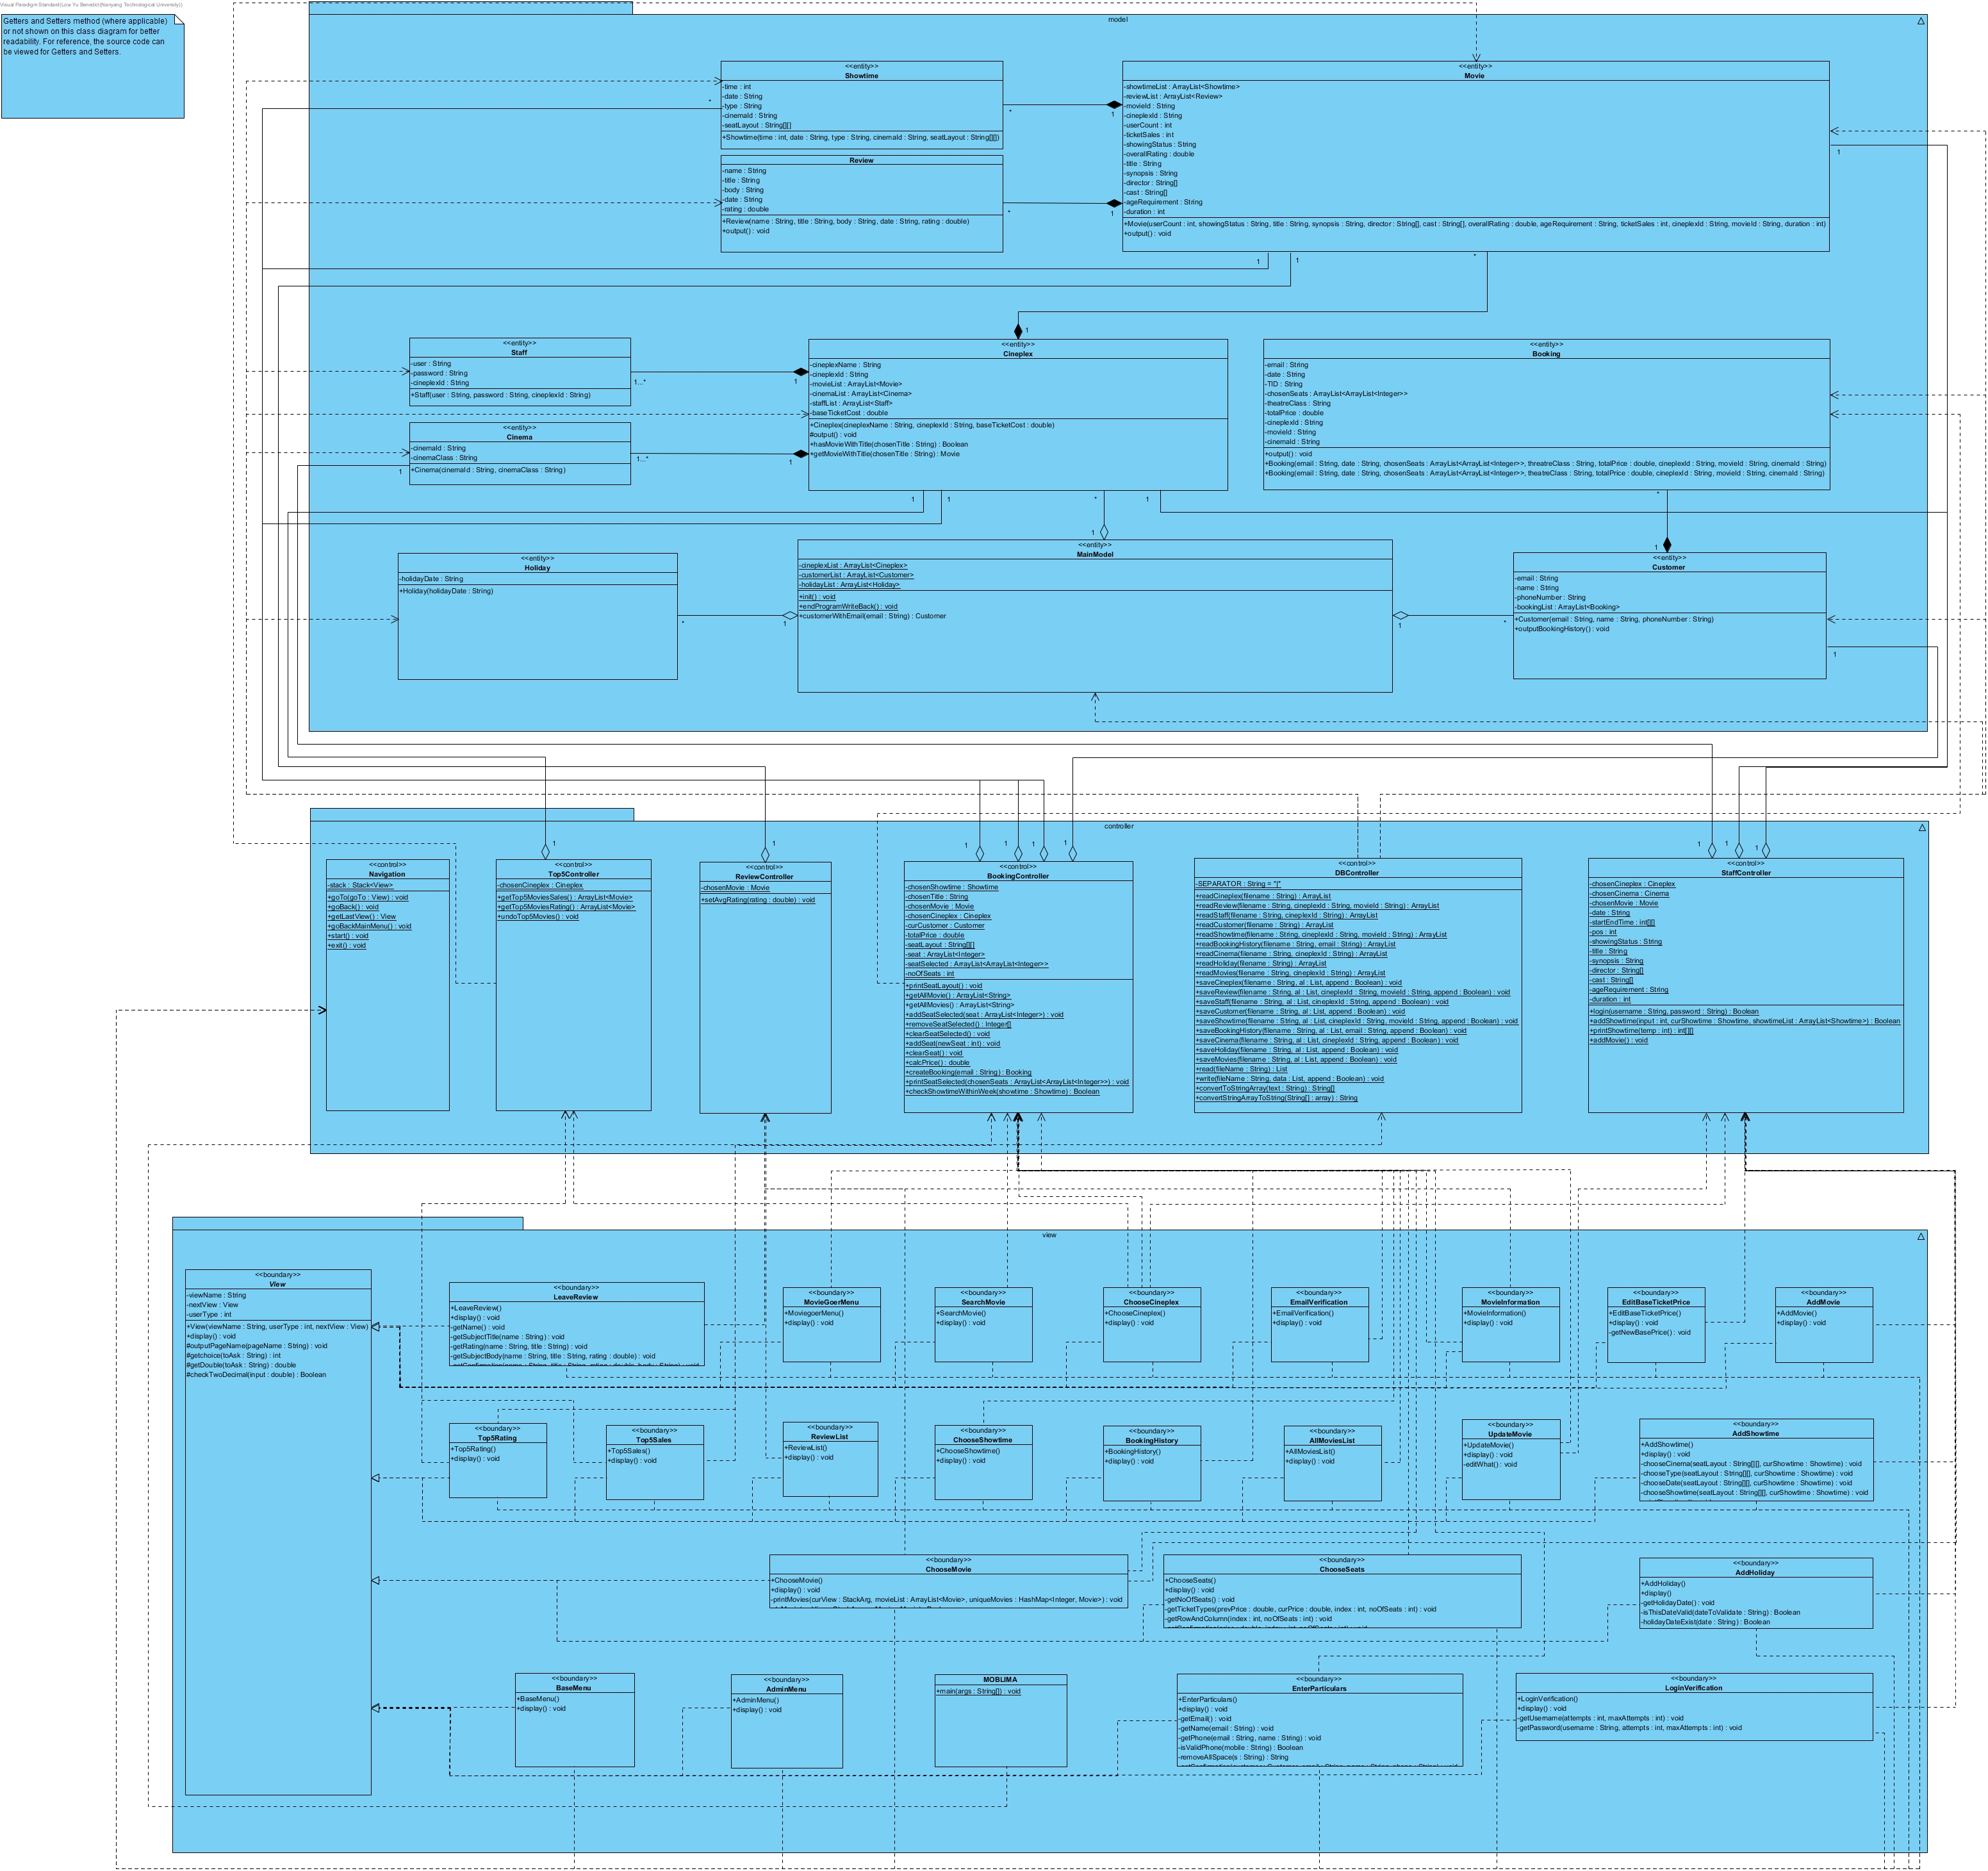 Visual Paradigm Standard(Low Yu Benedict(Nanyang Technological University))
Getters and Setters method (where applicable)
or not shown on this class diagram for better
readability. For reference, the source code can
be viewed for Getters and Setters.
model
<<entity>>
Showtime
-time : int
-date : String
-type : String
-cinemaId : String
-seatLayout : String[][]
+Showtime(time : int, date : String, type : String, cinemaId : String, seatLayout : String[][])
Review
-name : String
-title : String
-body : String
-date : String
-rating : double
+Review(name : String, title : String, body : String, date : String, rating : double)
+output() : void
<<entity>>
Movie
-showtimeList : ArrayList<Showtime>
-reviewList : ArrayList<Review>
-movieId : String
-cineplexId : String
-userCount : int
-ticketSales : int
-showingStatus : String
-overallRating : double
-title : String
-synopsis : String
-director : String[]
-cast : String[]
-ageRequirement : String
-duration : int
+Movie(userCount : int, showingStatus : String, title : String, synopsis : String, director : String[], cast : String[], overallRating : double, ageRequirement : String, ticketSales : int, cineplexId : String, movieId : String, duration : int)
+output() : void
<<entity>>
Staff
-user : String
-password : String
-cineplexId : String
+Staff(user : String, password : String, cineplexId : String)
1...*
1
<<entity>>
Cinema
-cinemaId : String
-cinemaClass : String
+Cinema(cinemaId : String, cinemaClass : String)
1...*
1
<<entity>>
Cineplex
-cineplexName : String
-cineplexId : String
-movieList : ArrayList<Movie>
-cinemaList : ArrayList<Cinema>
-staffList : ArrayList<Staff>
-baseTicketCost : double
+Cineplex(cineplexName : String, cineplexId : String, baseTicketCost : double)
#output() : void
+hasMovieWithTitle(chosenTitle : String) : Boolean
+getMovieWithTitle(chosenTitle : String) : Movie
<<entity>>
Booking
-email : String
-date : String
-TID : String
-chosenSeats : ArrayList<ArrayList<Integer>>
-theatreClass : String
-totalPrice : double
-cineplexId : String
-movieId : String
-cinemaId : String
+output() : void
+Booking(email : String, date : String, chosenSeats : ArrayList<ArrayList<Integer>>, threatreClass : String, totalPrice : double, cineplexId : String, movieId : String, cinemaId : String)
+Booking(email : String, date : String, chosenSeats : ArrayList<ArrayList<Integer>>, theatreClass : String, totalPrice : double, cineplexId : String, movieId : String, cinemaId : String)
<<entity>>
Holiday
-holidayDate : String
+Holiday(holidayDate : String)
<<entity>>
MainModel
-cineplexList : ArrayList<Cineplex>
-customerList : ArrayList<Customer>
-holidayList : ArrayList<Holiday>
+init() : void
+endProgramWriteBack() : void
+customerWithEmail(email : String) : Customer
<<entity>>
Customer
-email : String
-name : String
-phoneNumber : String
-bookingList : ArrayList<Booking>
+Customer(email : String, name : String, phoneNumber : String)
+outputBookingHistory() : void
controller
<<control>>
Navigation
-stack : Stack<View>
+goTo(goTo : View) : void
+goBack() : void
+getLastView() : View
+goBackMainMenu() : void
+start() : void
+exit() : void
<<control>>
Top5Controller
-chosenCineplex : Cineplex
+getTop5MoviesSales() : ArrayList<Movie>
+getTop5MoviesRating() : ArrayList<Movie>
+undoTop5Movies() : void
<<control>>
ReviewController
-chosenMovie : Movie
+setAvgRating(rating : double) : void
<<control>>
BookingController
-chosenShowtime : Showtime
-chosenTitle : String
-chosenMovie : Movie
-chosenCineplex : Cineplex
-curCustomer : Customer
-totalPrice : double
-seatLayout : String[][]
-seat : ArrayList<Integer>
-seatSelected : ArrayList<ArrayList<Integer>>
-noOfSeats : int
+printSeatLayout() : void
+getAllMovie() : ArrayList<String>
+getAllMovies() : ArrayList<String>
+addSeatSelected(seat : ArrayList<Integer>) : void
+removeSeatSelected() : Integer[]
+clearSeatSelected() : void
+addSeat(newSeat : int) : void
+clearSeat() : void
+calcPrice() : double
+createBooking(email : String) : Booking
+printSeatSelected(chosenSeats : ArrayList<ArrayList<Integer>>) : void
+checkShowtimeWithinWeek(showtime : Showtime) : Boolean
<<control>>
DBController
-SEPARATOR : String = "|"
+readCineplex(filename : String) : ArrayList
+readReview(filename : String, cineplexId : String, movieId : String) : ArrayList
+readStaff(filename : String, cineplexId : String) : ArrayList
+readCustomer(filename : String) : ArrayList
+readShowtime(filename : String, cineplexId : String, movieId : String) : ArrayList
+readBookingHistory(filename : String, email : String) : ArrayList
+readCinema(filename : String, cineplexId : String) : ArrayList
+readHoliday(filename : String) : ArrayList
+readMovies(filename : String, cineplexId : String) : ArrayList
+saveCineplex(filename : String, al : List, append : Boolean) : void
+saveReview(filename : String, al : List, cineplexId : String, movieId : String, append : Boolean) : void
+saveStaff(filename : String, al : List, cineplexId : String, append : Boolean) : void
+saveCustomer(filename : String, al : List, append : Boolean) : void
+saveShowtime(filename : String, al : List, cineplexId : String, movieId : String, append : Boolean) : void
+saveBookingHistory(filename : String, al : List, email : String, append : Boolean) : void
+saveCinema(filename : String, al : List, cineplexId : String, append : Boolean) : void
+saveHoliday(filename : String, al : List, append : Boolean) : void
+saveMovies(filename : String, al : List, append : Boolean) : void
+read(fileName : String) : List
+write(fileName : String, data : List, append : Boolean) : void
+convertToStringArray(text : String) : String[]
+convertStringArrayToString(String[] : array) : String
<<control>>
StaffController
-chosenCineplex : Cineplex
-chosenCinema : Cinema
-chosenMovie : Movie
-date : String
-startEndTime : int[][]
-pos : int
-showingStatus : String
-title : String
-synopsis : String
-director : String[]
-cast : String[]
-ageRequirement : String
-duration : int
+login(username : String, password : String) : Boolean
+addShowtime(input : int, curShowtime : Showtime, showtimeList : ArrayList<Showtime>) : Boolean
+printShowtime(temp : int) : int[][]
+addMovie() : void
view
<<boundary>>
View
-viewName : String
-nextView : View
-userType : int
+View(viewName : String, userType : int, nextView : View)
+display() : void
#outputPageName(pageName : String) : void
#getchoice(toAsk : String) : int
#getDouble(toAsk : String) : double
#checkTwoDecimal(input : double) : Boolean
<<boundary>>
LeaveReview
+LeaveReview()
+display() : void
-getName() : void
-getSubjectTitle(name : String) : void
-getRating(name : String, title : String) : void
-getSubjectBody(name : String, title : String, rating : double) : void
<<boundary>>
MovieGoerMenu
+MoviegoerMenu()
+display() : void
<<boundary>>
SearchMovie
+SearchMovie()
+display() : void
<<boundary>>
ChooseCineplex
+ChooseCineplex()
+display() : void
<<boundary>>
EmailVerification
+EmailVerification()
+display() : void
<<boundary>>
MovieInformation
+MovieInformation()
+display() : void
<<boundary>>
EditBaseTicketPrice
+EditBaseTicketPrice()
+display() : void
-getNewBasePrice() : void
<<boundary>>
AddMovie
+AddMovie()
+display() : void
<<boundary>>
Top5Rating
+Top5Rating()
+display() : void
<<boundary>>
Top5Sales
+Top5Sales()
+display() : void
<<boundary>>
ReviewList
+ReviewList()
+display() : void
<<boundary>>
ChooseShowtime
+ChooseShowtime()
+display() : void
<<boundary>>
BookingHistory
+BookingHistory()
+display() : void
<<boundary>>
AllMoviesList
+AllMoviesList()
+display() : void
<<boundary>>
UpdateMovie
+UpdateMovie()
+display() : void
-editWhat() : void
<<boundary>>
AddShowtime
+AddShowtime()
+display() : void
-chooseCinema(seatLayout : String[][], curShowtime : Showtime) : void
-chooseType(seatLayout : String[][], curShowtime : Showtime) : void
-chooseDate(seatLayout : String[][], curShowtime : Showtime) : void
-chooseShowtime(seatLayout : String[][], curShowtime : Showtime) : void
<<boundary>>
ChooseMovie
+ChooseMovie()
+display() : void
-printMovies(curView : StackArg, movieList : ArrayList<Movie>, uniqueMovies : HashMap<Integer, Movie>) : void
<<boundary>>
ChooseSeats
+ChooseSeats()
+display() : void
-getNoOfSeats() : void
-getTicketTypes(prevPrice : double, curPrice : double, index : int, noOfSeats : int) : void
-getRowAndColumn(index : int, noOfSeats : int) : void
<<boundary>>
AddHoliday
+AddHoliday()
+display()
-getHolidayDate() : void
-isThisDateValid(dateToValidate : String) : Boolean
-holidayDateExist(date : String) : Boolean
<<boundary>>
BaseMenu
+BaseMenu()
+display() : void
<<boundary>>
AdminMenu
+AdminMenu()
+display() : void
MOBLIMA
+main(args : String[]) : void
<<boundary>>
EnterParticulars
+EnterParticulars()
+display() : void
-getEmail() : void
-getName(email : String) : void
-getPhone(email : String, name : String) : void
-isValidPhone(mobile : String) : Boolean
-removeAllSpace(s : String) : String
<<boundary>>
LoginVerification
+LoginVerification()
+display() : void
-getUsername(attempts : int, maxAttempts : int) : void
-getPassword(username : String, attempts : int, maxAttempts : int) : void